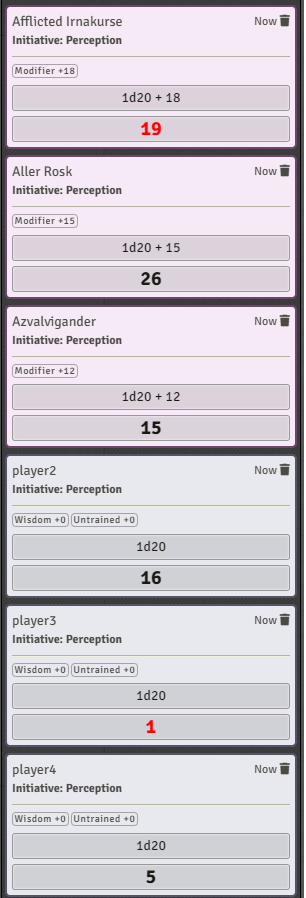 Afflicted Irnakurse Now
Initiative: Perception
Modifier +18
1d20 + 18
19
Aller Rosk Now
Initiative: Perception
Modifier +15
1d20 + 15
26
Azvalvigander Now
Initiative: Perception
Modifier +12
1d20 + 12
15
player2 Now
Initiative: Perception
Wisdom +0 Untrained +0
1d20
16
player3 Now
Initiative: Perception
Wisdom +0 Untrained +0
1d20
1
player4 Now
Initiative: Perception
Wisdom +0 Untrained +0
1d20
5